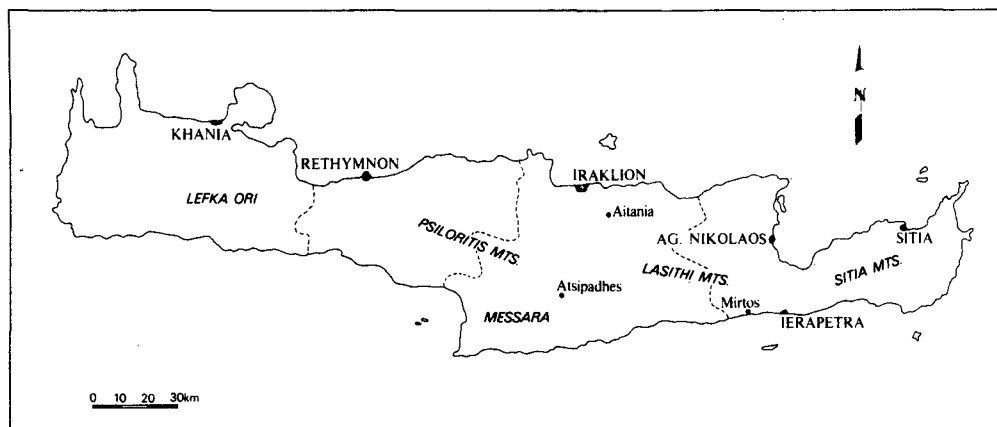 N
KHANIA
RETHYMNON
IRAKLION
LEFKA ORI
Aitania
PSILORITIS MTS.
AG. NIKOLAOS
SITIA
LASITHI MTS.
SITIA MTS.
Atsipadhes
Mirtos
MESSARA
IERAPETRA
0 10 20 30km